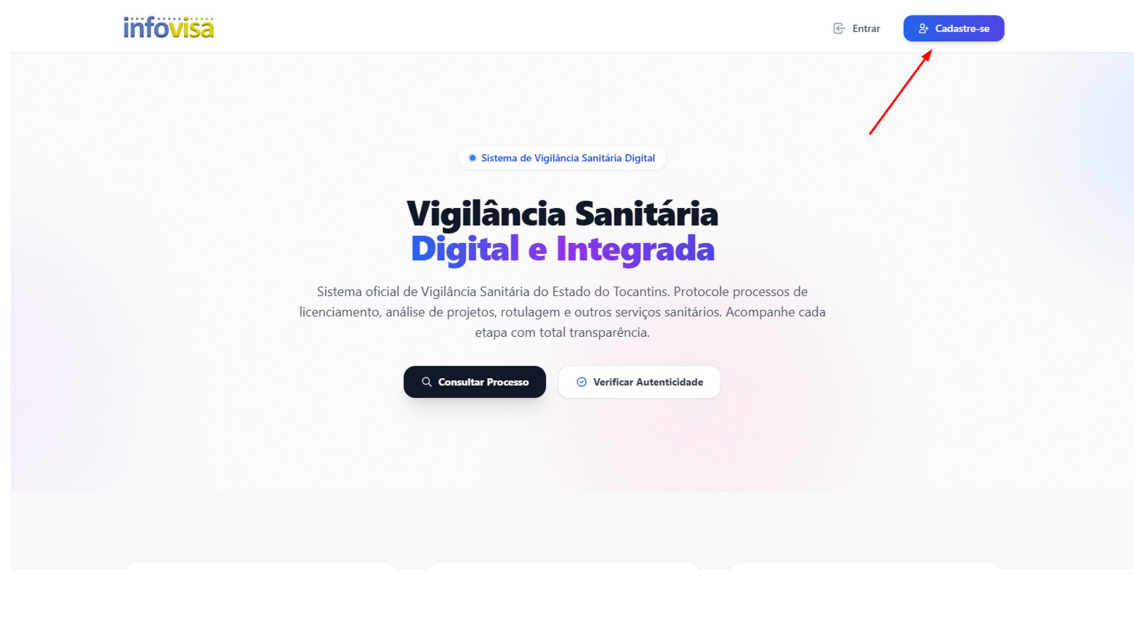 infovisa
Entrar
Cadastre-se
Sistema de Vigilância Sanitária Digital
Vigilância Sanitária
Digital e Integrada
Sistema oficial de Vigilância Sanitária do Estado do Tocantins. Protocole processos de
licenciamento, análise de projetos, rotulagem e outros serviços sanitários. Acompanhe cada
etapa com total transparência.
Consultar Processo
Verificar Autenticidade